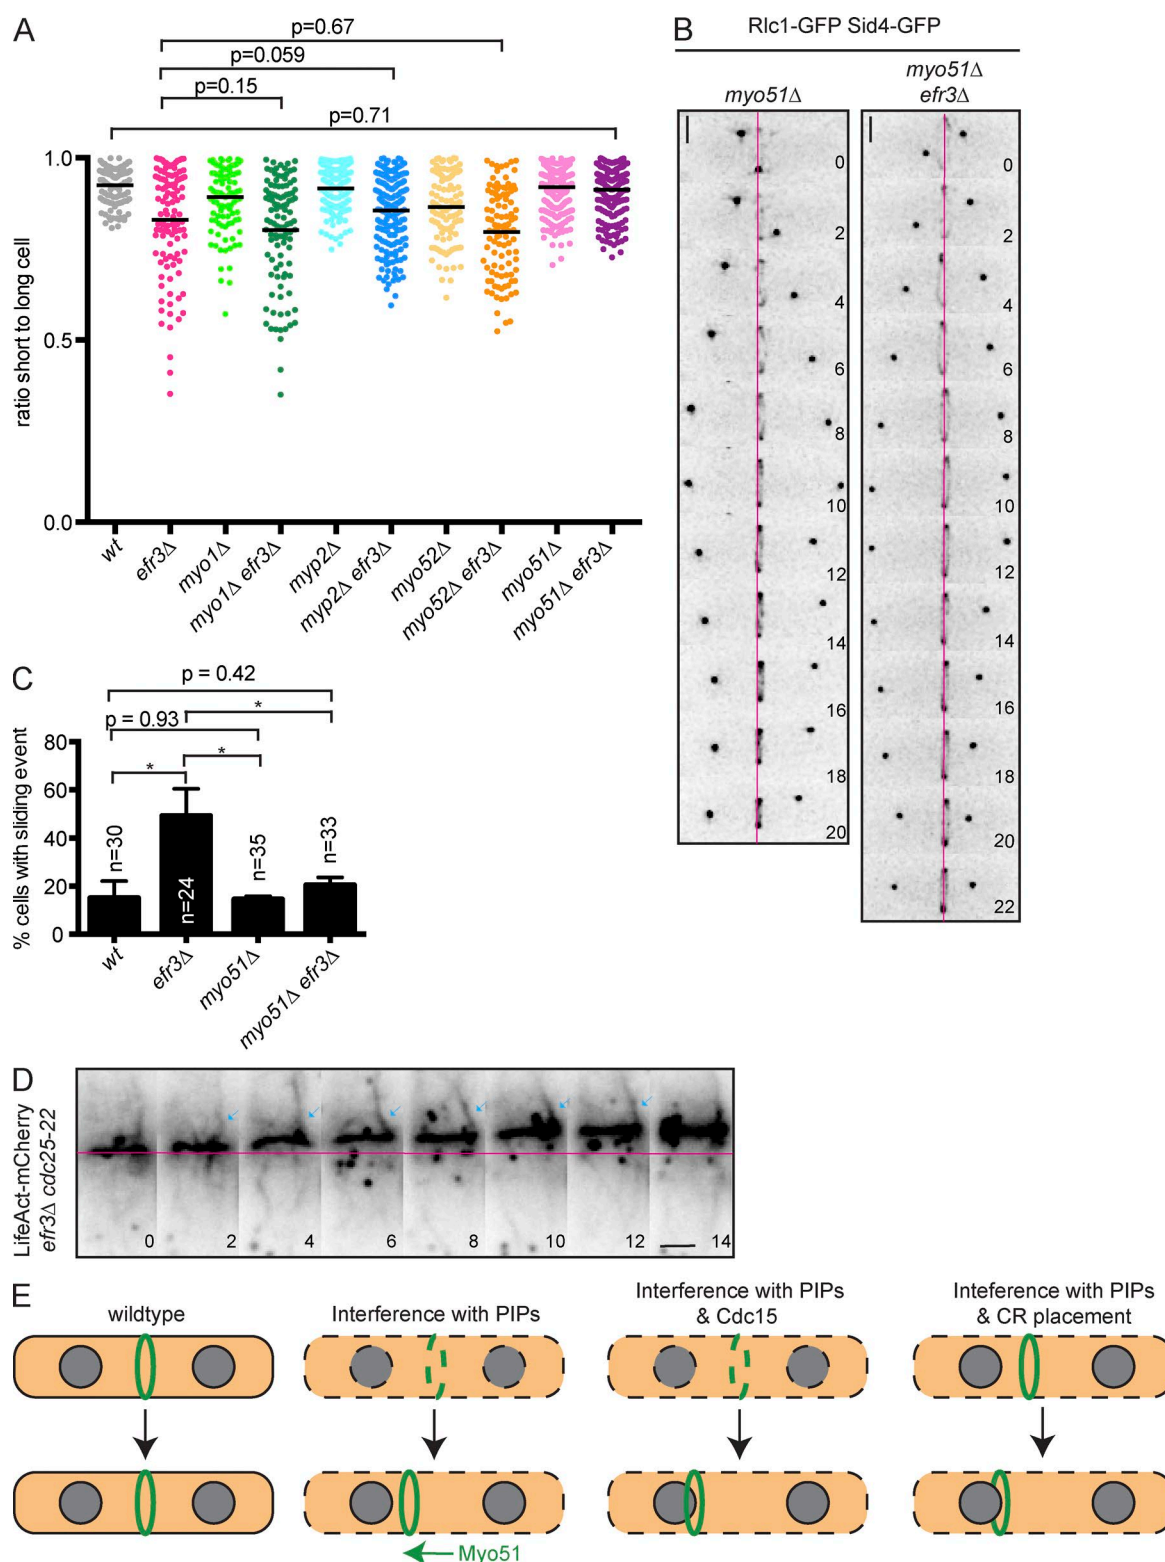 A
p=0.67
p=0.059
p=0.15
p=0.71
1.0
0.5
0.0
ratio short to long cell
wt
efr3Δ
myo1Δ
myo1Δ efr3Δ
myp2Δ
myp2Δ efr3Δ
myo52Δ
myo52Δ efr3Δ
myo51Δ
myo51Δ efr3Δ
B
Rlc1-GFP Sid4-GFP
myo51Δ
0
2
4
6
8
10
12
14
16
18
20
myo51Δ
efr3Δ
0
2
4
6
8
10
12
14
16
18
20
22
C
p = 0.42
*
p = 0.93
*
*
80
60
40
20
0
% cells with sliding event
n=30
n=24
n=35
n=33
wt
efr3Δ
myo51Δ
myo51Δ efr3Δ
D
LifeAct-mCherry
efr3Δ cdc25-22
0
2
4
6
8
10
12
14
E
wildtype
Interference with PIPs
Interference with PIPs
& Cdc15
Inteference with PIPs
& CR placement
Myo51